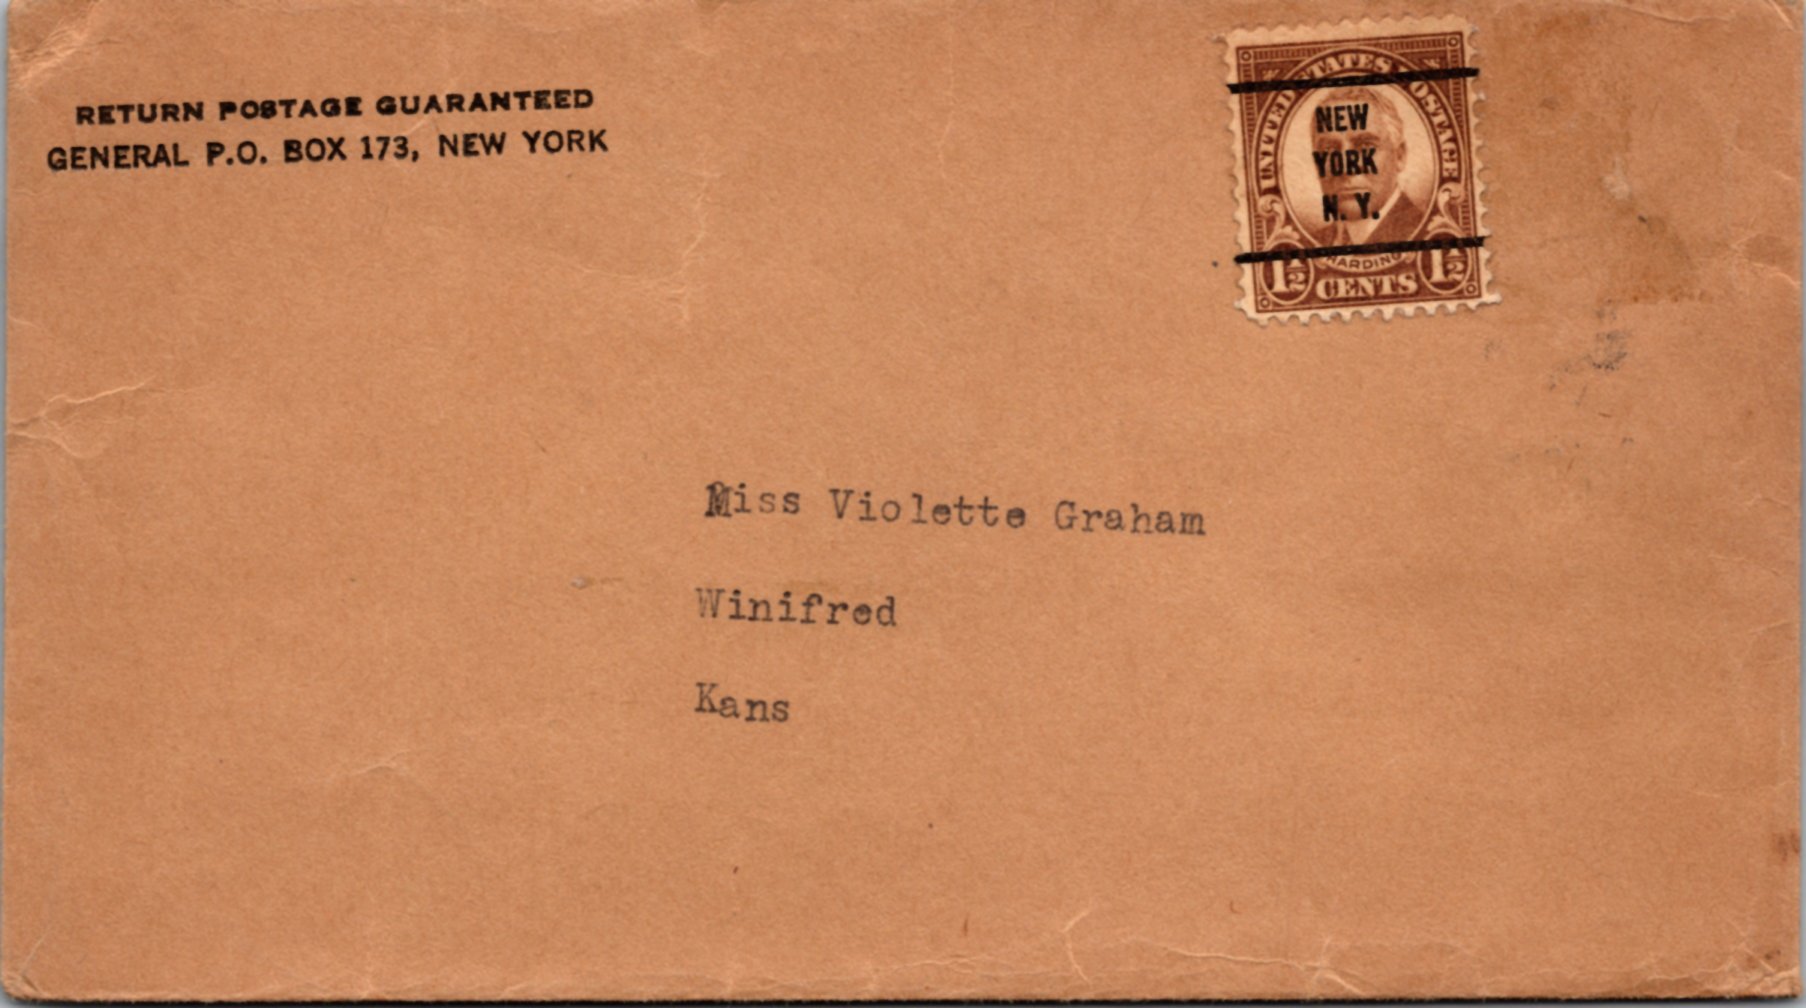 RETURN POSTAGE GUARANTEED
GENERAL P.O. BOX 173, NEW YORK
UNITED STATES POSTAGE
NEW
YORK
N. Y.
HARDING
1½ 1½
CENTS
Miss Violette Graham
Winifred
Kans